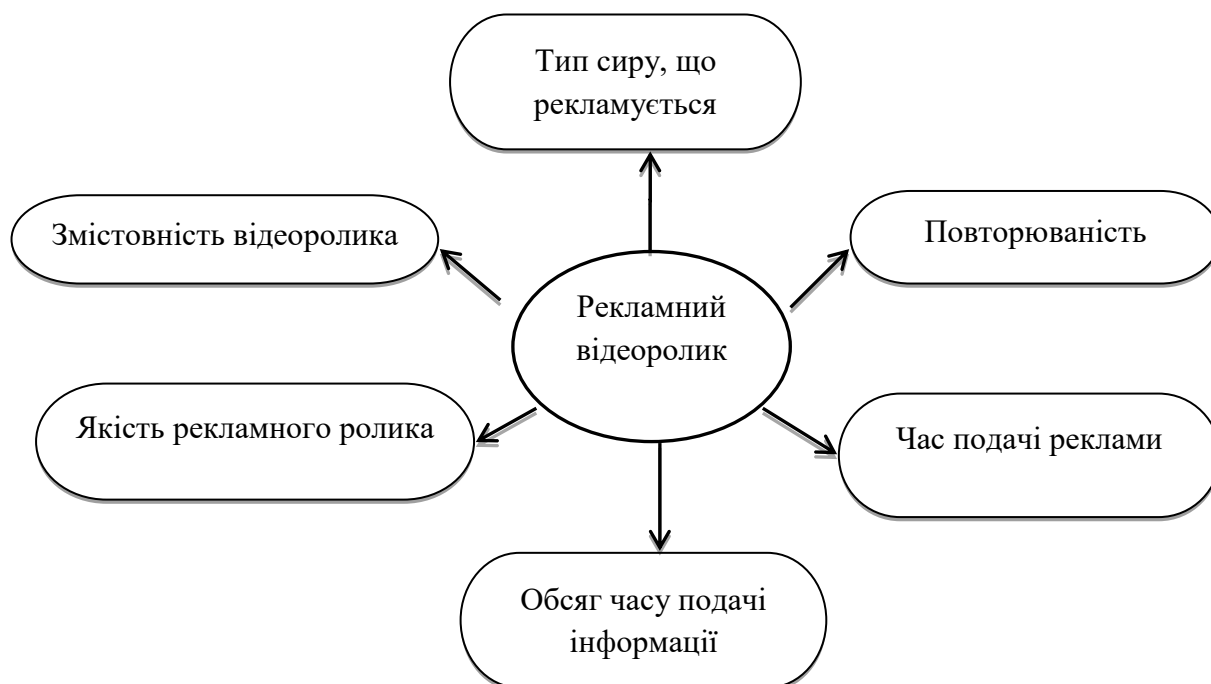 Тип сиру, що
рекламується
Змістовність відеоролика
Повторюваність
Рекламний
відеоролик
Якість рекламного ролика
Час подачі реклами
Обсяг часу подачі
інформації